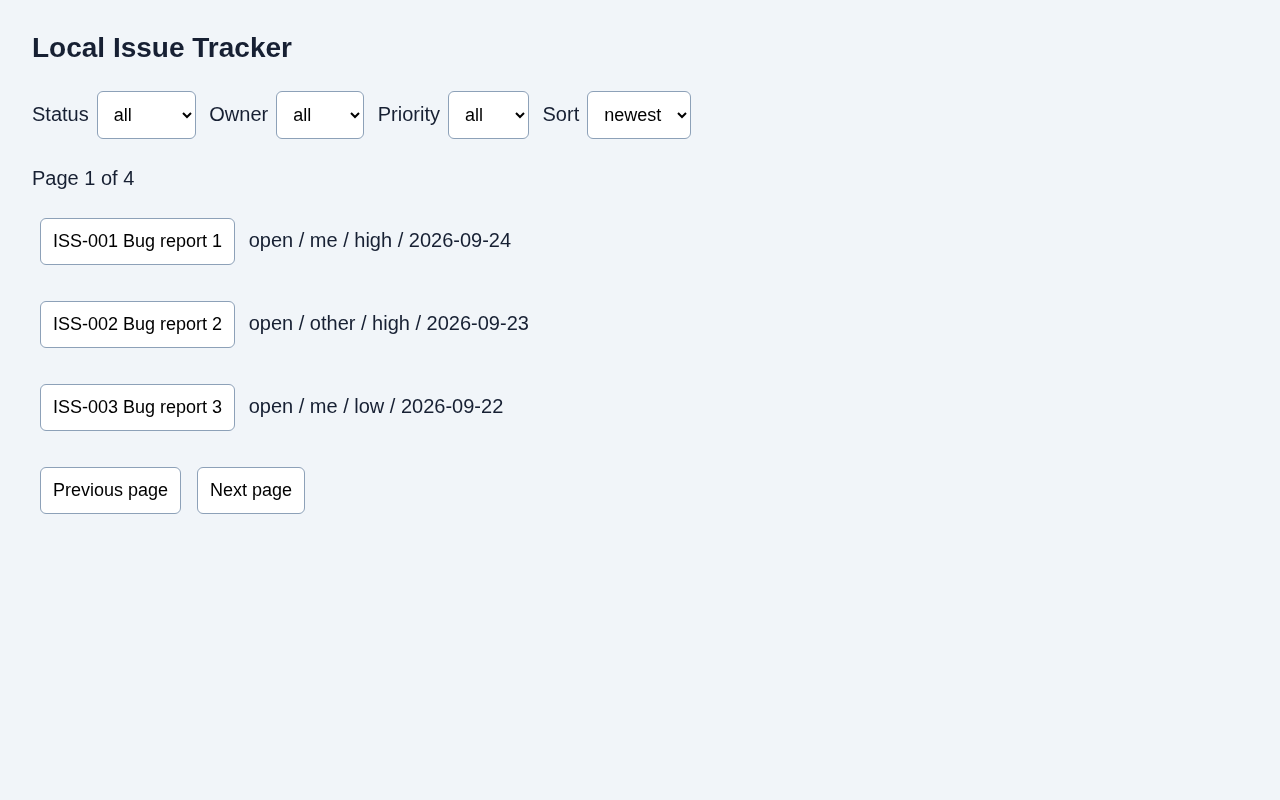 Local Issue Tracker
Status all Owner all Priority all Sort newest
Page 1 of 4
ISS-001 Bug report 1 open / me / high / 2026-09-24
ISS-002 Bug report 2 open / other / high / 2026-09-23
ISS-003 Bug report 3 open / me / low / 2026-09-22
Previous page Next page